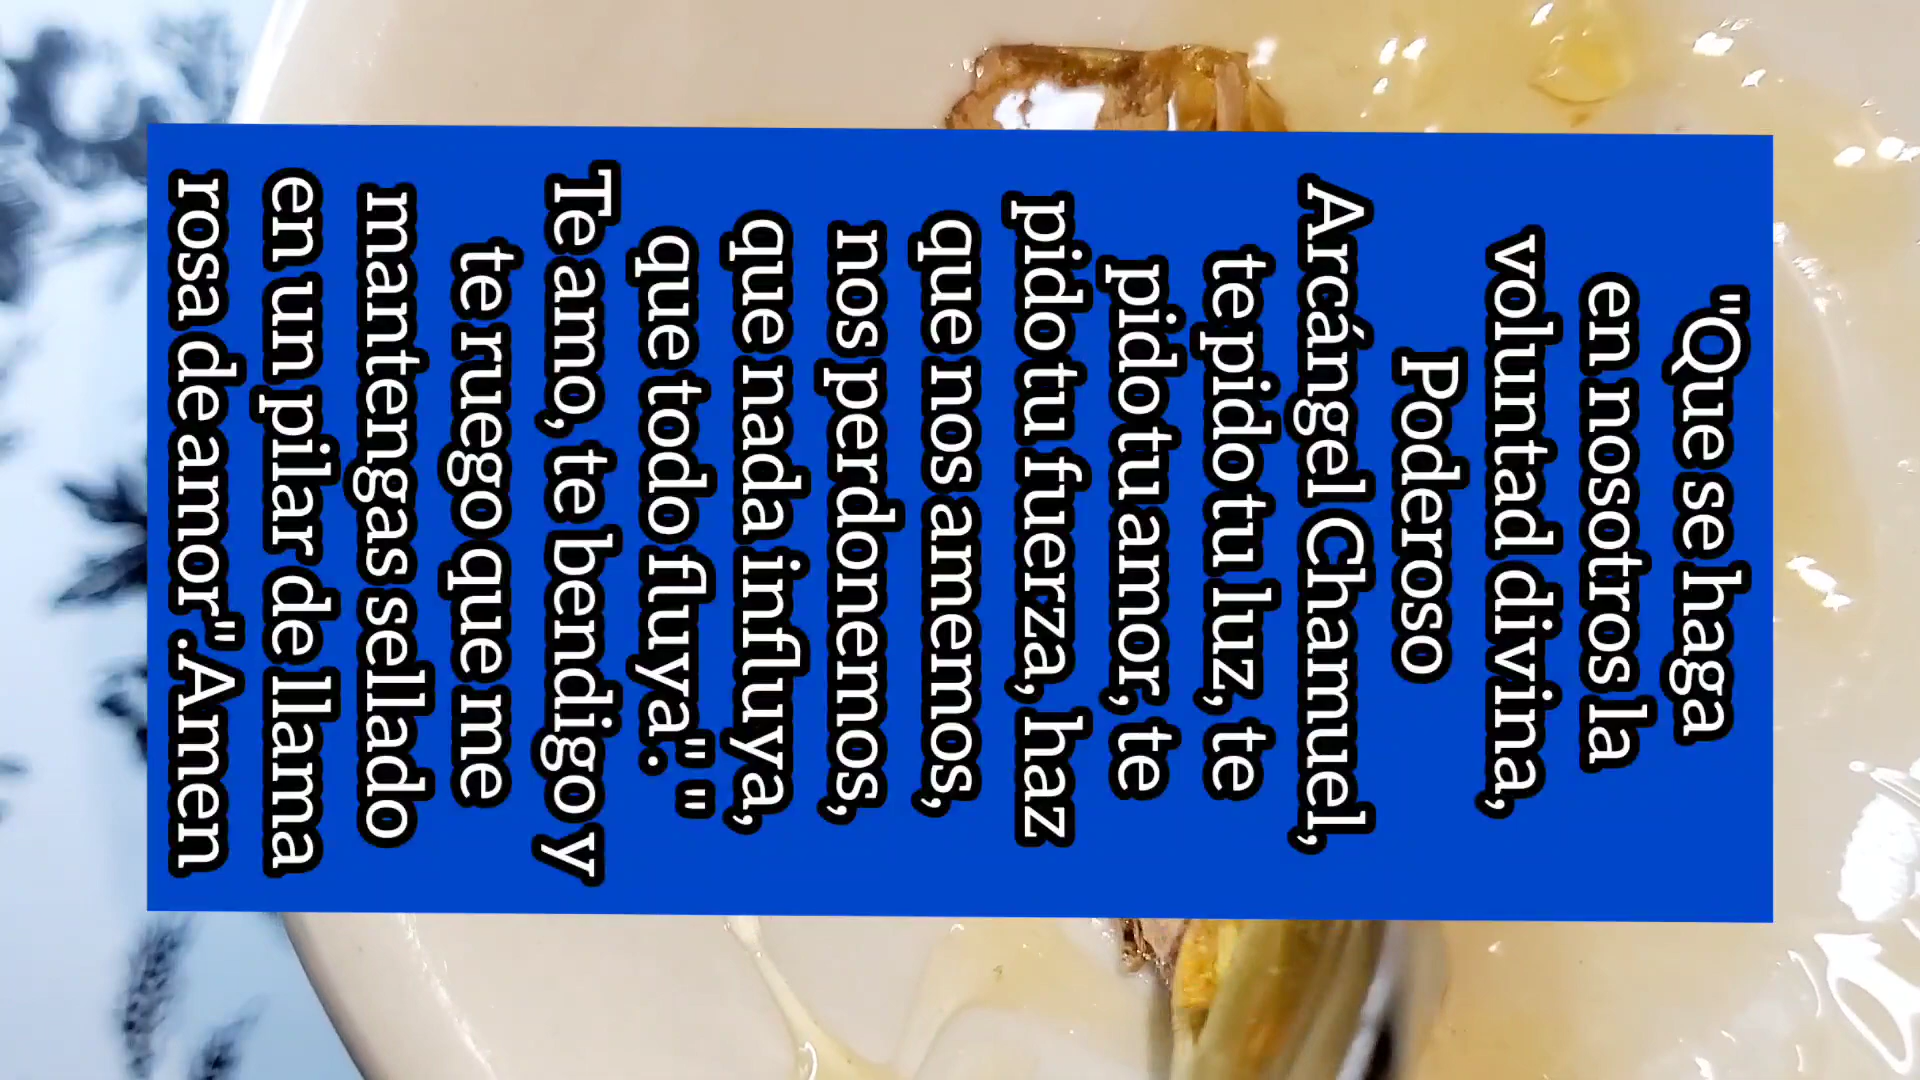 "Que se haga
en nosotros la
voluntad divina,
Poderoso
Arcángel Chamuel,
te pido tu luz, te
pido tu amor, te
pido tu fuerza, haz
que nos amemos,
nos perdonemos,
que nada influya,
que todo fluya." "
Te amo, te bendigo y
te ruego que me
mantengas sellado
en un pilar de llama
rosa de amor".Amen